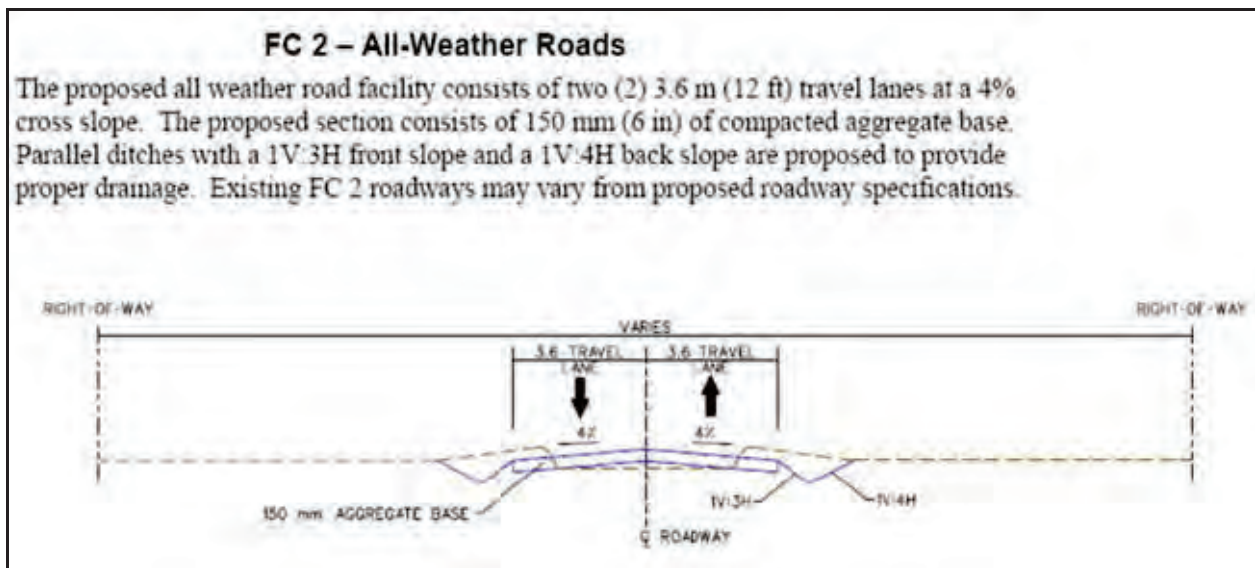 FC 2 – All-Weather Roads
The proposed all weather road facility consists of two (2) 3.6 m (12 ft) travel lanes at a 4%
cross slope. The proposed section consists of 150 mm (6 in) of compacted aggregate base.
Parallel ditches with a 1V:3H front slope and a 1V:4H back slope are proposed to provide
proper drainage. Existing FC 2 roadways may vary from proposed roadway specifications.
RIGHT-OF-WAY RIGHT-OF-WAY
VARIES
3.6 TRAVEL 3.6 TRAVEL
LANE LANE
4% 4%
1V:3H 1V:4H
150 mm AGGREGATE BASE
℄ ROADWAY